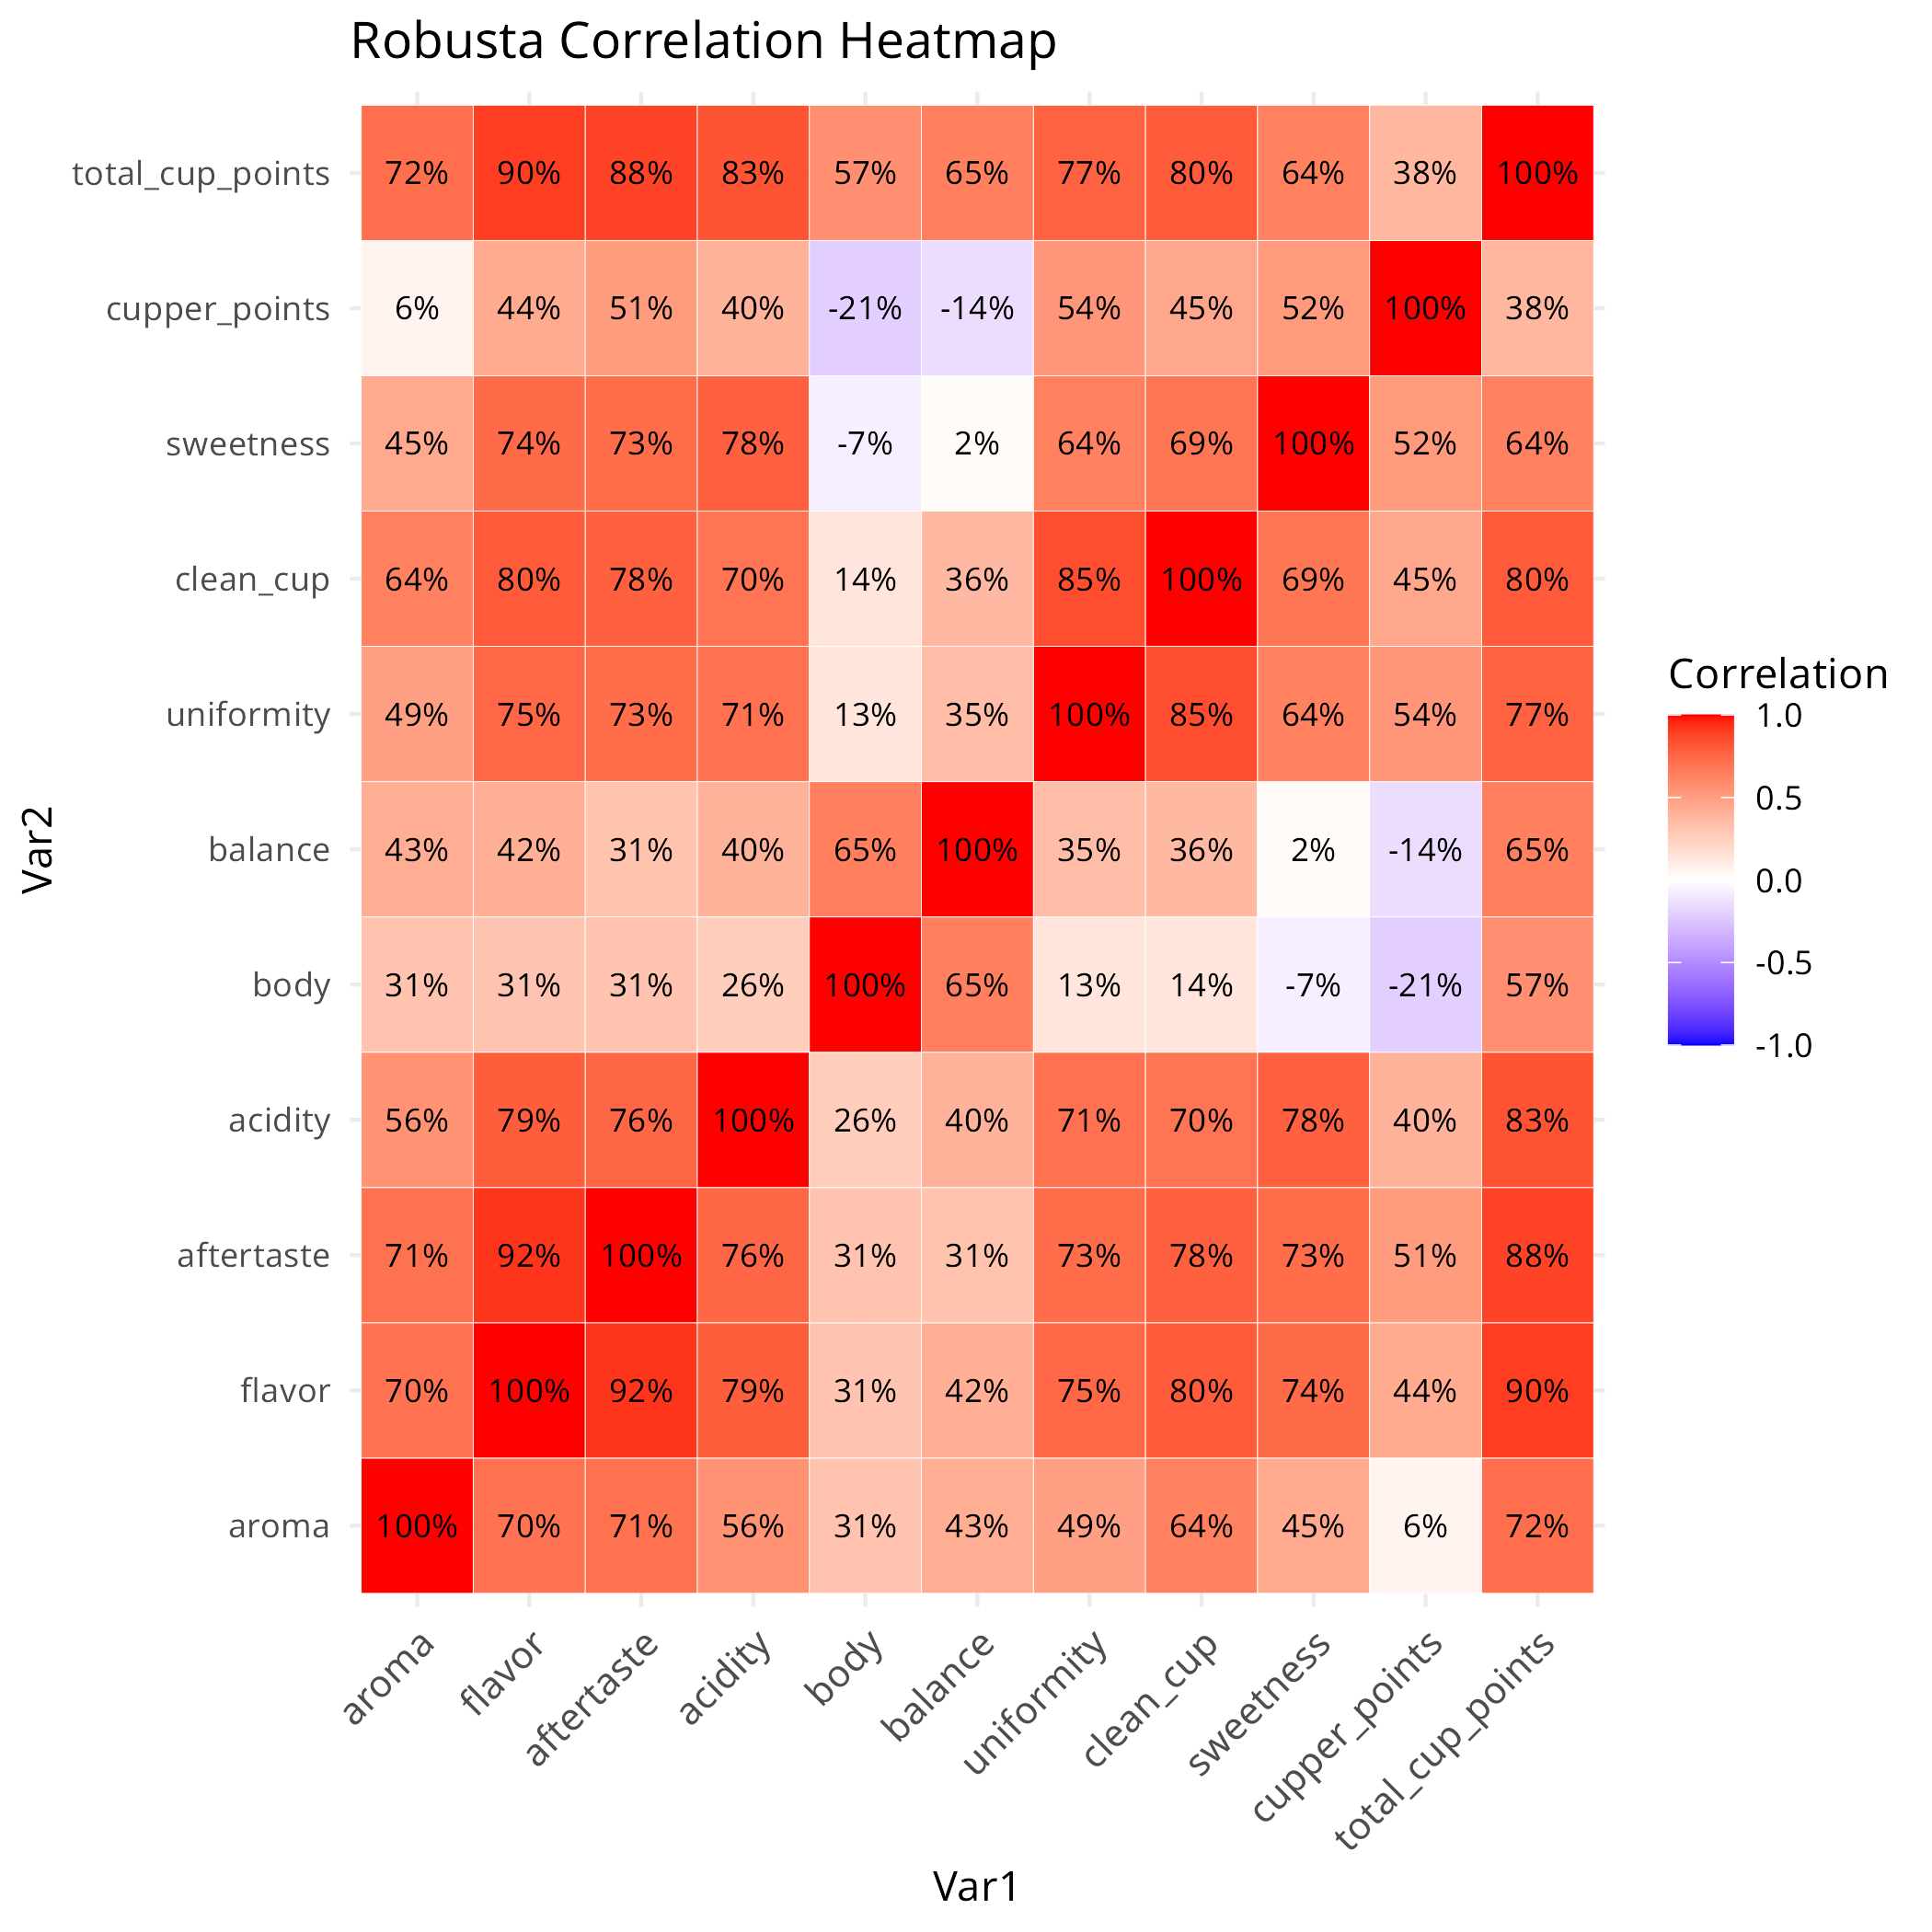 Robusta Correlation Heatmap
total_cup_points 72% 90% 88% 83% 57% 65% 77% 80% 64% 38% 100%
cupper_points 6% 44% 51% 40% -21% -14% 54% 45% 52% 100% 38%
sweetness 45% 74% 73% 78% -7% 2% 64% 69% 100% 52% 64%
clean_cup 64% 80% 78% 70% 14% 36% 85% 100% 69% 45% 80%
uniformity 49% 75% 73% 71% 13% 35% 100% 85% 64% 54% 77%
balance 43% 42% 31% 40% 65% 100% 35% 36% 2% -14% 65%
body 31% 31% 31% 26% 100% 65% 13% 14% -7% -21% 57%
acidity 56% 79% 76% 100% 26% 40% 71% 70% 78% 40% 83%
aftertaste 71% 92% 100% 76% 31% 31% 73% 78% 73% 51% 88%
flavor 70% 100% 92% 79% 31% 42% 75% 80% 74% 44% 90%
aroma 100% 70% 71% 56% 31% 43% 49% 64% 45% 6% 72%
aroma flavor aftertaste acidity body balance uniformity clean_cup sweetness cupper_points total_cup_points
Var1
Var2
Correlation
1.0
0.5
0.0
-0.5
-1.0